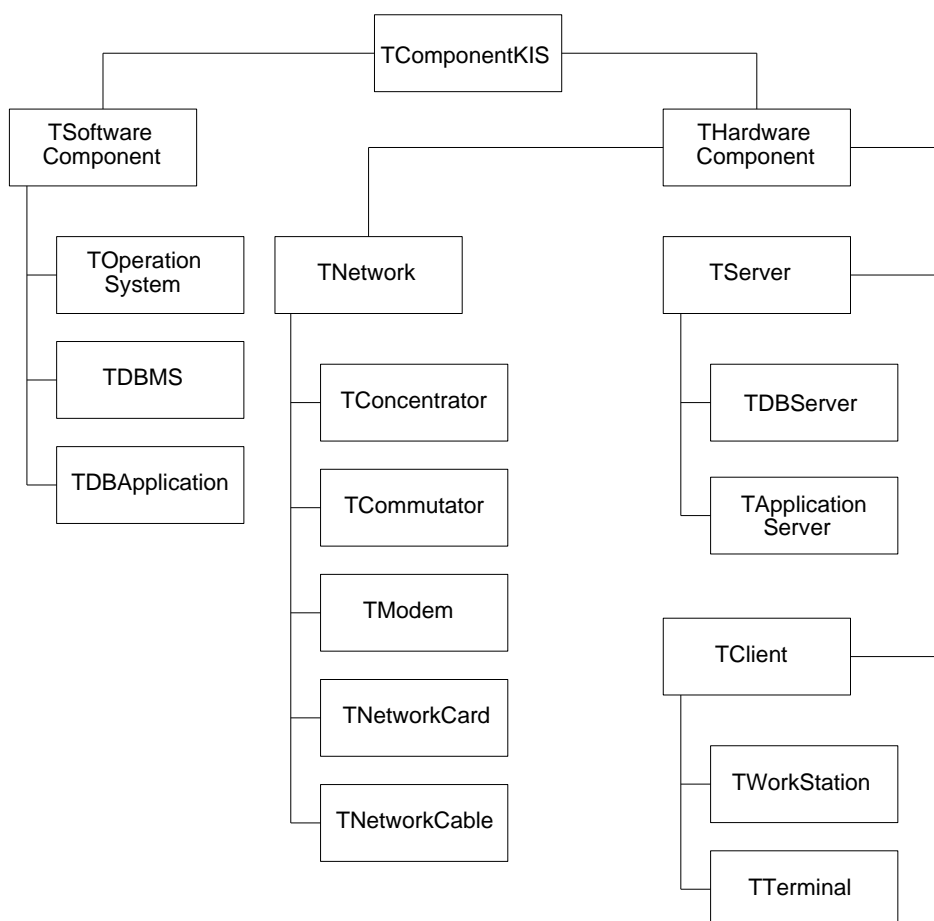 TComponentKIS
TSoftware
Component
THardware
Component
TOperation
System
TNetwork
TServer
TDBMS
TConcentrator
TDBServer
TDBApplication
TCommutator
TApplication
Server
TModem
TClient
TNetworkCard
TWorkStation
TNetworkCable
TTerminal